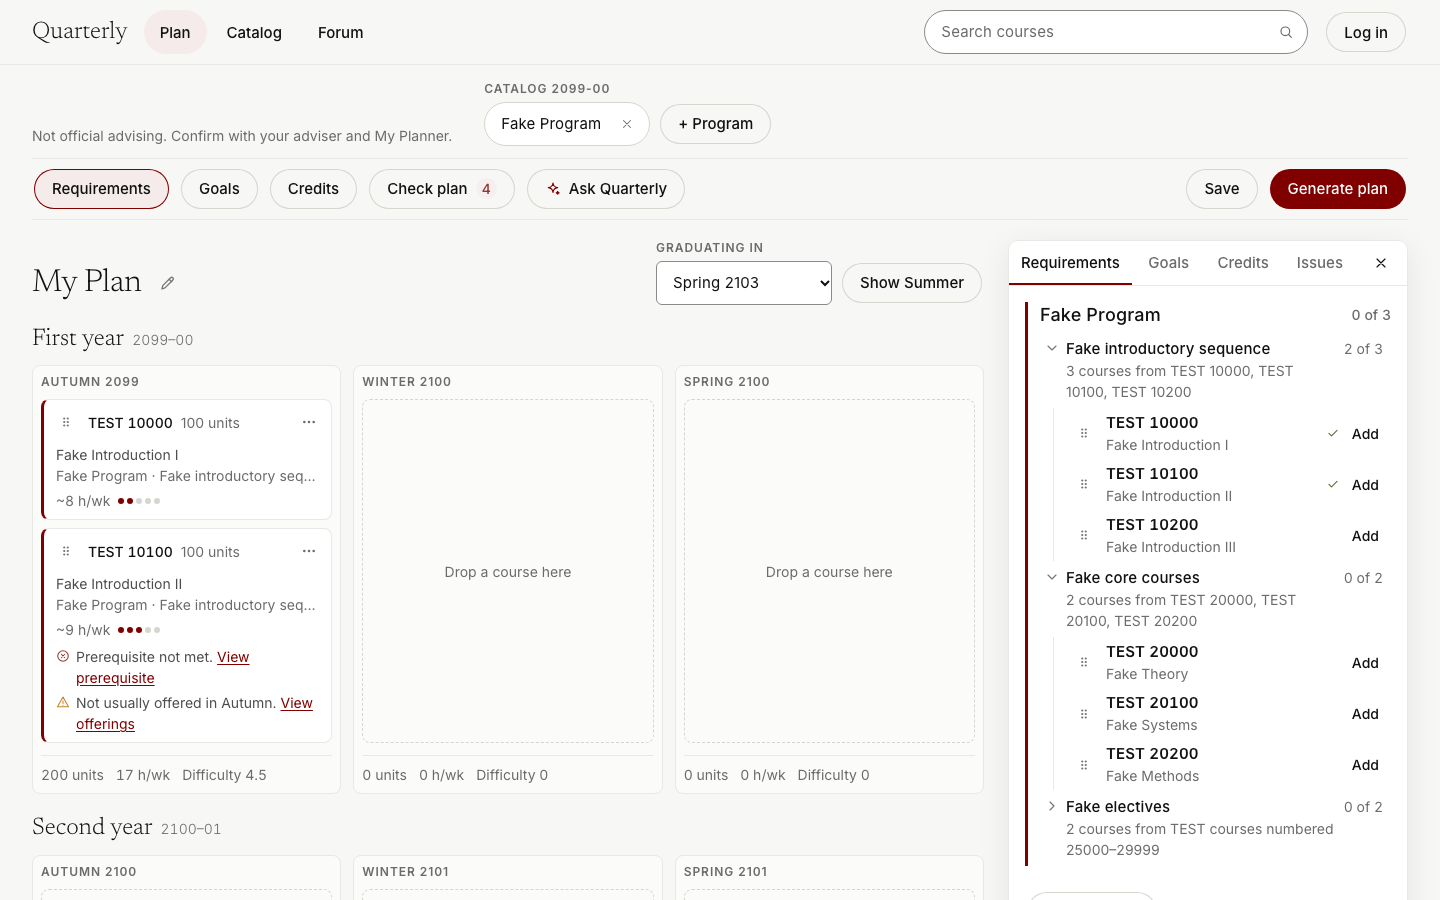 Quarterly
Plan
Catalog
Forum
Search courses
Log in
Not official advising. Confirm with your adviser and My Planner.
CATALOG 2099-00
Fake Program
+ Program
Requirements
Goals
Credits
Check plan 4
Ask Quarterly
Save
Generate plan
My Plan
GRADUATING IN
Spring 2103
Show Summer
First year 2099–00
AUTUMN 2099
TEST 10000 100 units
Fake Introduction I
Fake Program · Fake introductory seq...
~8 h/wk
TEST 10100 100 units
Fake Introduction II
Fake Program · Fake introductory seq...
~9 h/wk
Prerequisite not met. View
prerequisite
Not usually offered in Autumn. View
offerings
200 units 17 h/wk Difficulty 4.5
WINTER 2100
Drop a course here
0 units 0 h/wk Difficulty 0
SPRING 2100
Drop a course here
0 units 0 h/wk Difficulty 0
Second year 2100–01
AUTUMN 2100
WINTER 2101
SPRING 2101
Requirements
Goals
Credits
Issues
Fake Program 0 of 3
Fake introductory sequence 2 of 3
3 courses from TEST 10000, TEST
10100, TEST 10200
TEST 10000
Fake Introduction I
Add
TEST 10100
Fake Introduction II
Add
TEST 10200
Fake Introduction III
Add
Fake core courses 0 of 2
2 courses from TEST 20000, TEST
20100, TEST 20200
TEST 20000
Fake Theory
Add
TEST 20100
Fake Systems
Add
TEST 20200
Fake Methods
Add
Fake electives 0 of 2
2 courses from TEST courses numbered
25000–29999